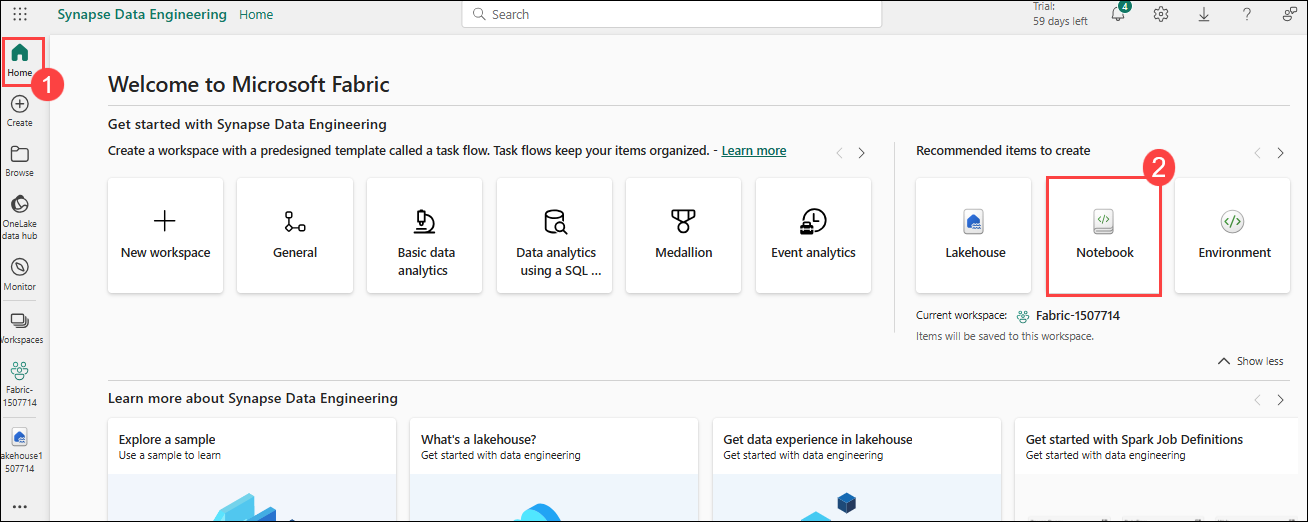 Synapse Data Engineering Home
Search
Trial:
59 days left
4
Home
1
Create
Browse
OneLake
data hub
Monitor
Workspaces
Fabric-
1507714
akehouse1
507714
Welcome to Microsoft Fabric
Get started with Synapse Data Engineering
Create a workspace with a predesigned template called a task flow. Task flows keep your items organized. - Learn more
New workspace
General
Basic data
analytics
Data analytics
using a SQL ...
Medallion
Event analytics
Recommended items to create
2
Lakehouse
Notebook
Environment
Current workspace: Fabric-1507714
Items will be saved to this workspace.
Show less
Learn more about Synapse Data Engineering
Explore a sample
Use a sample to learn
What's a lakehouse?
Get started with data engineering
Get data experience in lakehouse
Get started with data engineering
Get started with Spark Job Definitions
Get started with data engineering